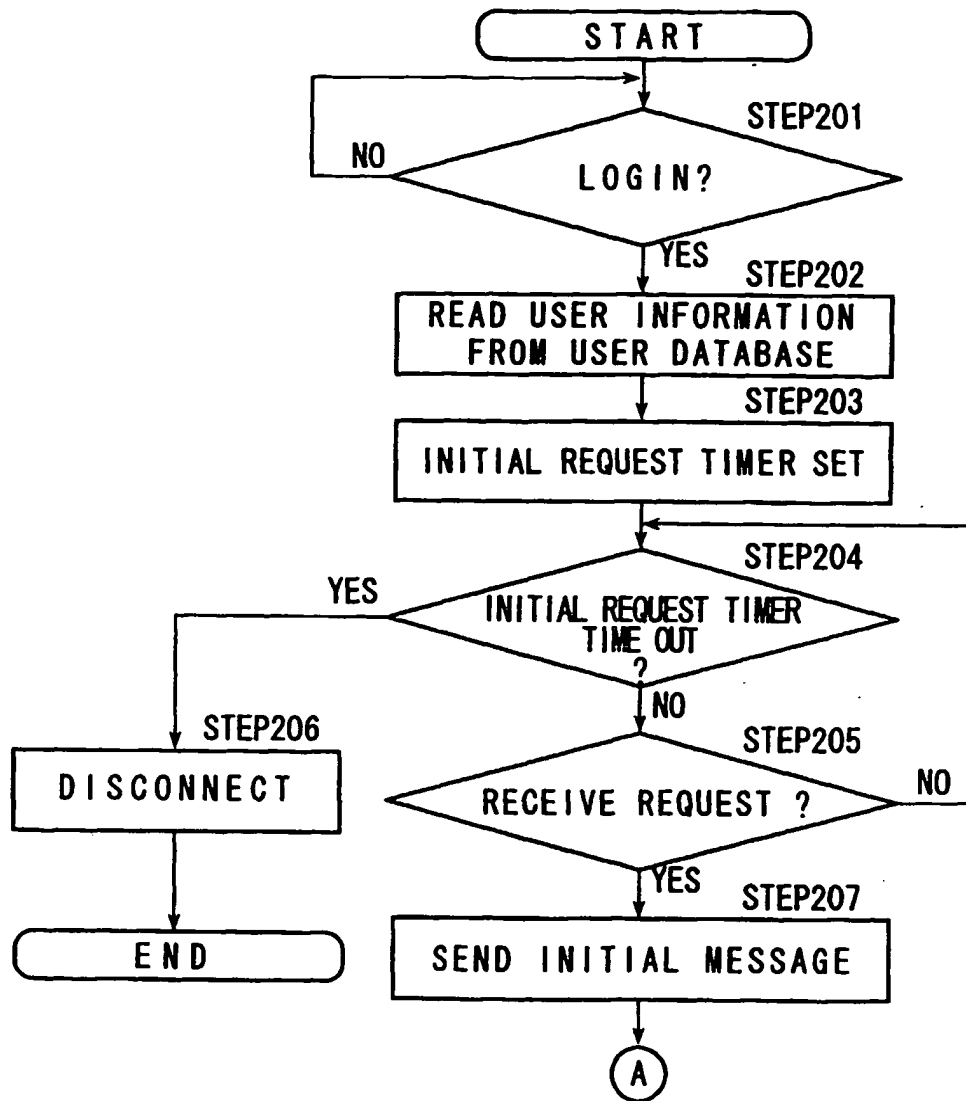 START
STEP201
NO
LOGIN?
YES
STEP202
READ USER INFORMATION
FROM USER DATABASE
STEP203
INITIAL REQUEST TIMER SET
STEP204
YES
INITIAL REQUEST TIMER
TIME OUT
?
NO
STEP206
STEP205
DISCONNECT
RECEIVE REQUEST ?
NO
YES
STEP207
END
SEND INITIAL MESSAGE
A